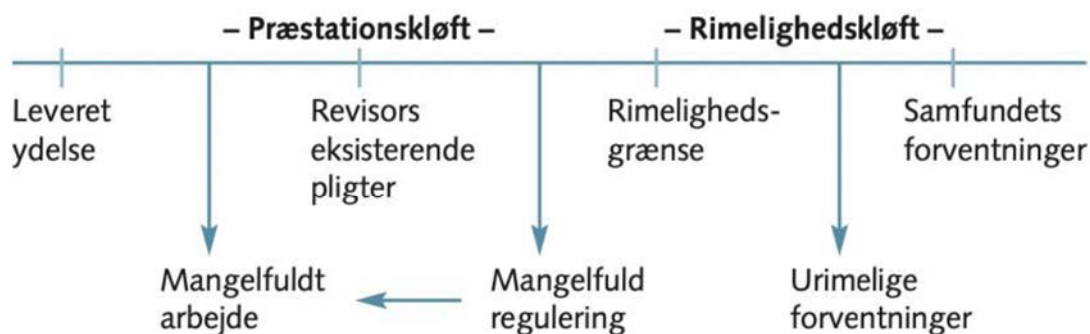 – Præstationskløft –
– Rimelighedskløft –
Leveret
ydelse
Revisors
eksisterende
pligter
Rimeligheds-
grænse
Samfundets
forventninger
Mangelfuldt
arbejde
Mangelfuld
regulering
Urimelige
forventninger